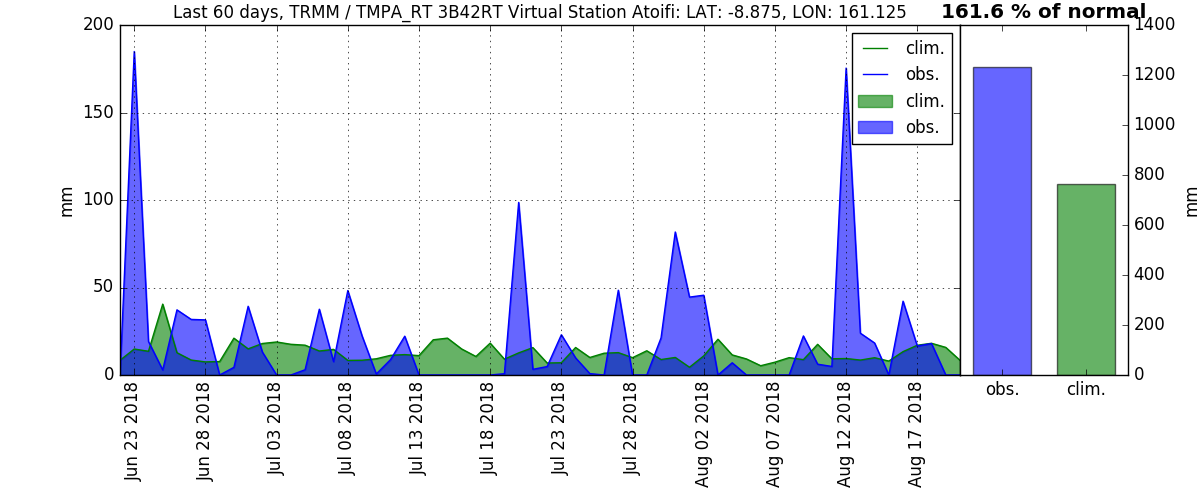 Last 60 days, TRMM / TMPA_RT 3B42RT Virtual Station Atoifi: LAT: -8.875, LON: 161.125
161.6 % of normal
200
150
100
50
0
mm
clim.
obs.
clim.
obs.
Jun 23 2018
Jun 28 2018
Jul 03 2018
Jul 08 2018
Jul 13 2018
Jul 18 2018
Jul 23 2018
Jul 28 2018
Aug 02 2018
Aug 07 2018
Aug 12 2018
Aug 17 2018
1400
1200
1000
800
600
400
200
0
mm
obs.
clim.